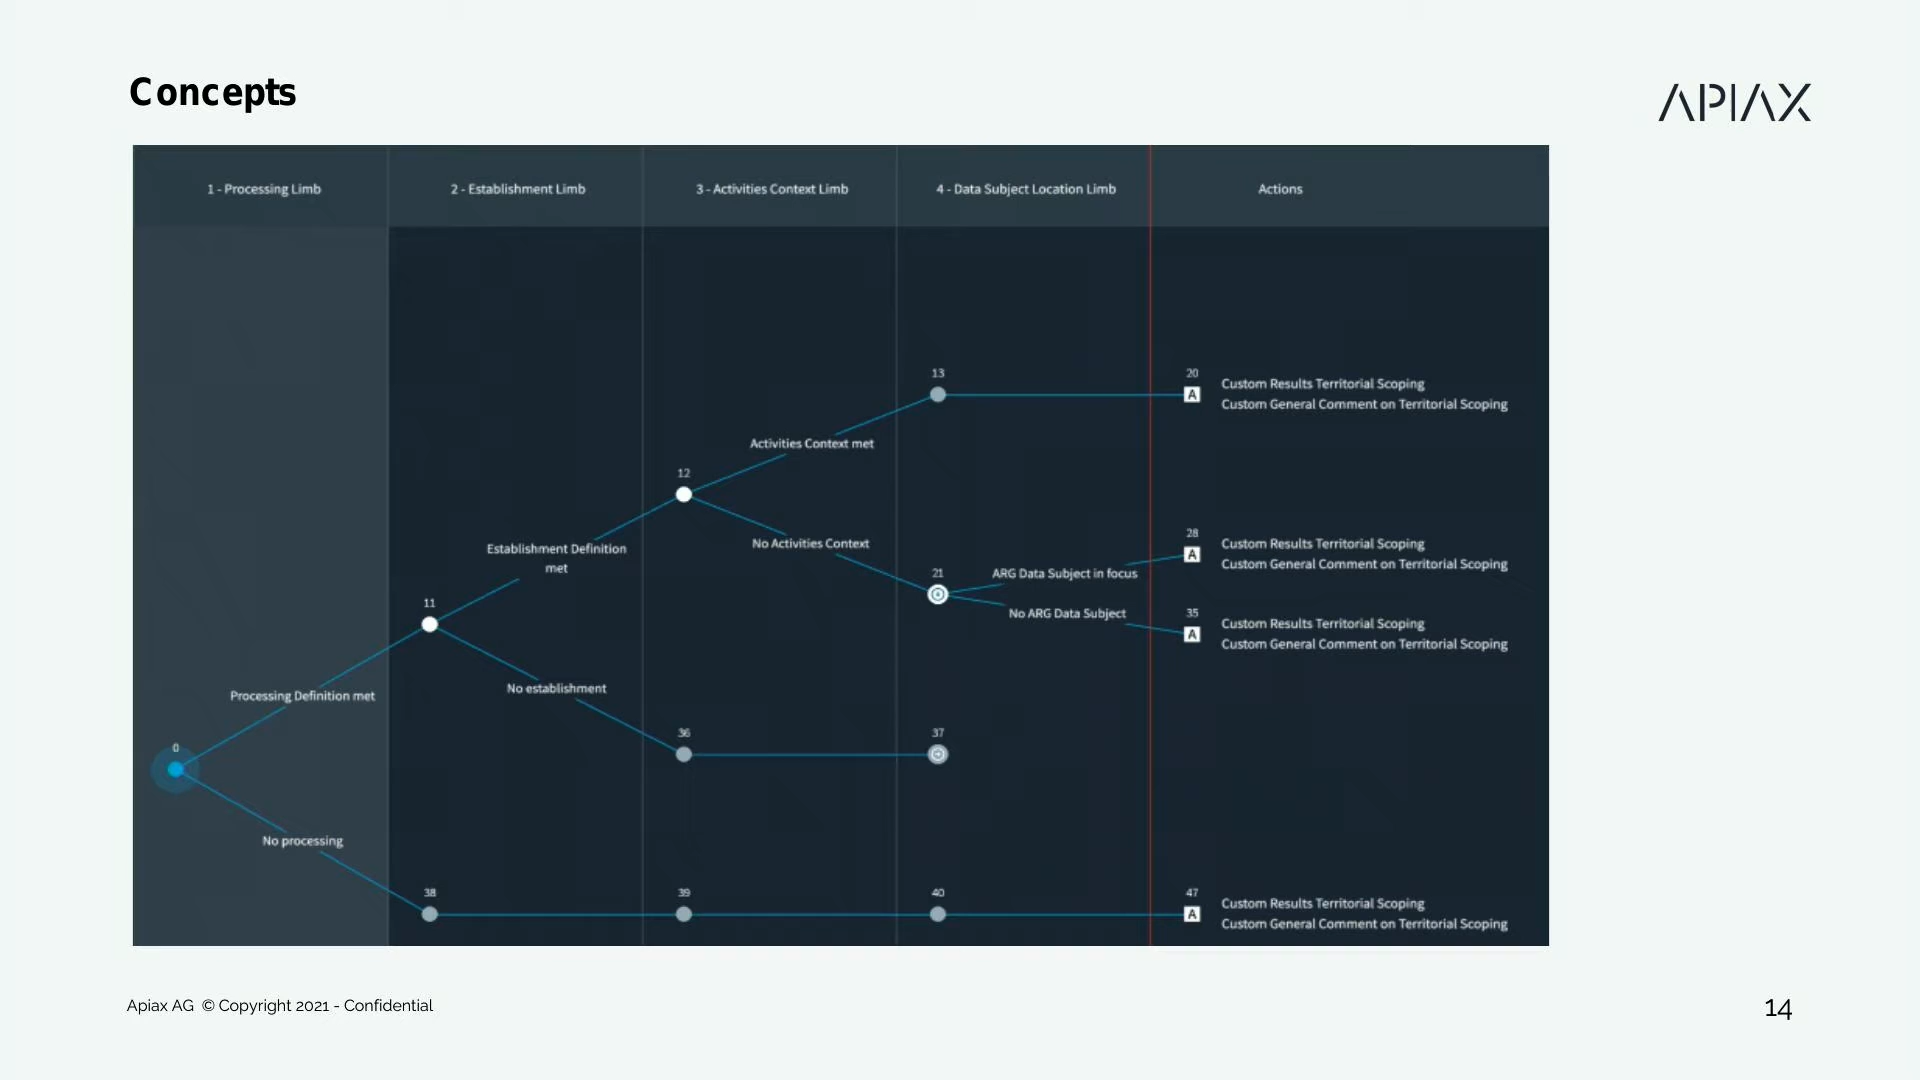 Concepts
APIAX
1 - Processing Limb
2 - Establishment Limb
3 - Activities Context Limb
4 - Data Subject Location Limb
Actions
13
20
Custom Results Territorial Scoping
Custom General Comment on Territorial Scoping
A
Activities Context met
12
28
Custom Results Territorial Scoping
Custom General Comment on Territorial Scoping
A
No Activities Context
Establishment Definition
met
21
ARG Data Subject in focus
No ARG Data Subject
11
35
Custom Results Territorial Scoping
Custom General Comment on Territorial Scoping
A
No establishment
Processing Definition met
36
37
0
No processing
38
39
40
47
Custom Results Territorial Scoping
Custom General Comment on Territorial Scoping
A
Apiax AG © Copyright 2021 - Confidential
14